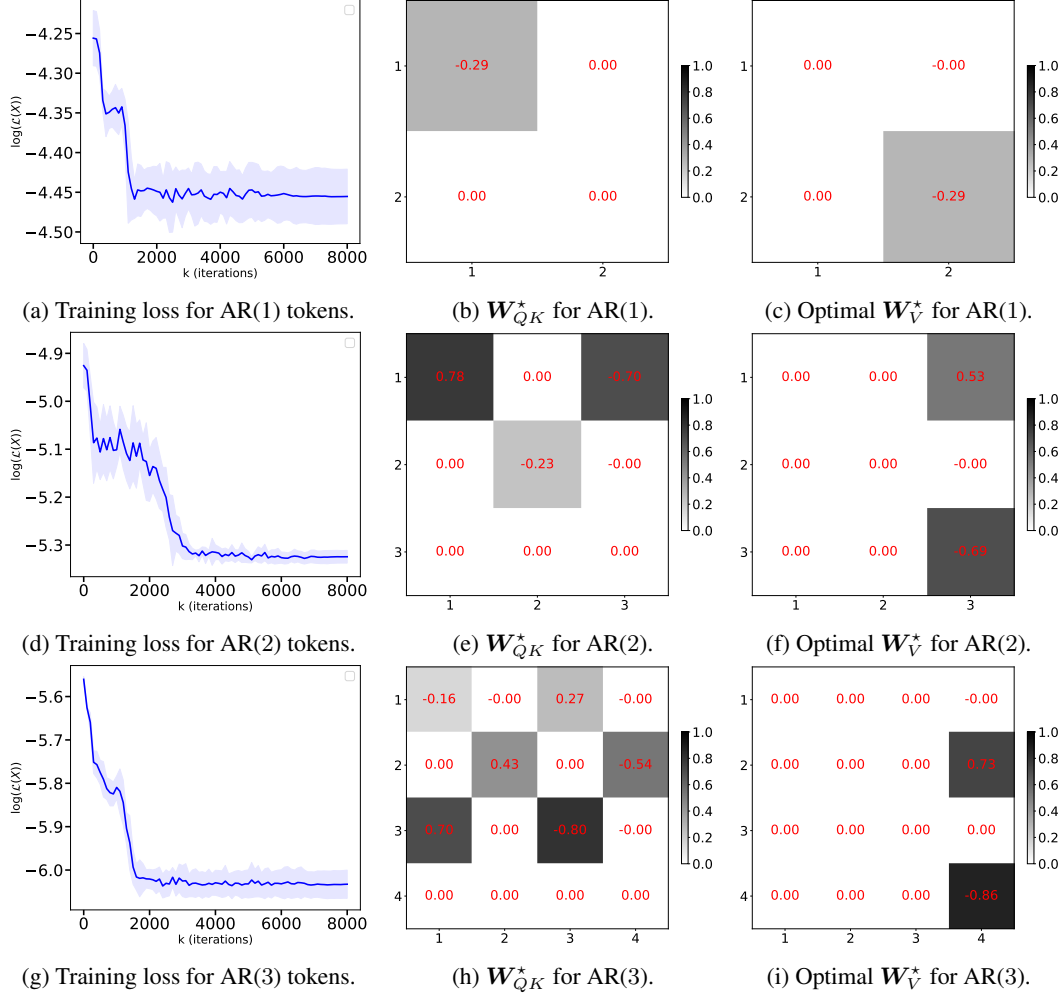 −4.25
−4.30
−4.35
−4.40
−4.45
−4.50
log(ℒ(X))
0 2000 4000 6000 8000
k (iterations)
(a) Training loss for AR(1) tokens.
1
2
-0.29 0.00
0.00 0.00
1 2
1.0
0.8
0.6
0.4
0.2
0.0
(b) W⋆QK for AR(1).
1
2
0.00 -0.00
0.00 -0.29
1 2
1.0
0.8
0.6
0.4
0.2
0.0
(c) Optimal W⋆V for AR(1).
−4.9
−5.0
−5.1
−5.2
−5.3
log(ℒ(X))
0 2000 4000 6000 8000
k (iterations)
(d) Training loss for AR(2) tokens.
1
2
3
0.78 0.00 -0.70
0.00 -0.23 -0.00
0.00 0.00 0.00
1 2 3
1.0
0.8
0.6
0.4
0.2
0.0
(e) W⋆QK for AR(2).
1
2
3
0.00 0.00 0.53
0.00 0.00 -0.00
0.00 0.00
1 2 3
1.0
0.8
0.6
0.4
0.2
0.0
(f) Optimal W⋆V for AR(2).
−5.6
−5.7
−5.8
−5.9
−6.0
log(ℒ(X))
0 2000 4000 6000 8000
k (iterations)
(g) Training loss for AR(3) tokens.
1
2
3
4
-0.16 -0.00 0.27 -0.00
0.00 0.43 0.00 -0.54
0.00 -0.80 -0.00
0.00 0.00 0.00 0.00
1 2 3 4
1.0
0.8
0.6
0.4
0.2
0.0
(h) W⋆QK for AR(3).
1
2
3
4
0.00 0.00 0.00 -0.00
0.00 0.00 0.00 0.73
0.00 0.00 0.00 0.00
0.00 0.00 0.00 -0.86
1 2 3 4
1.0
0.8
0.6
0.4
0.2
0.0
(i) Optimal W⋆V for AR(3).